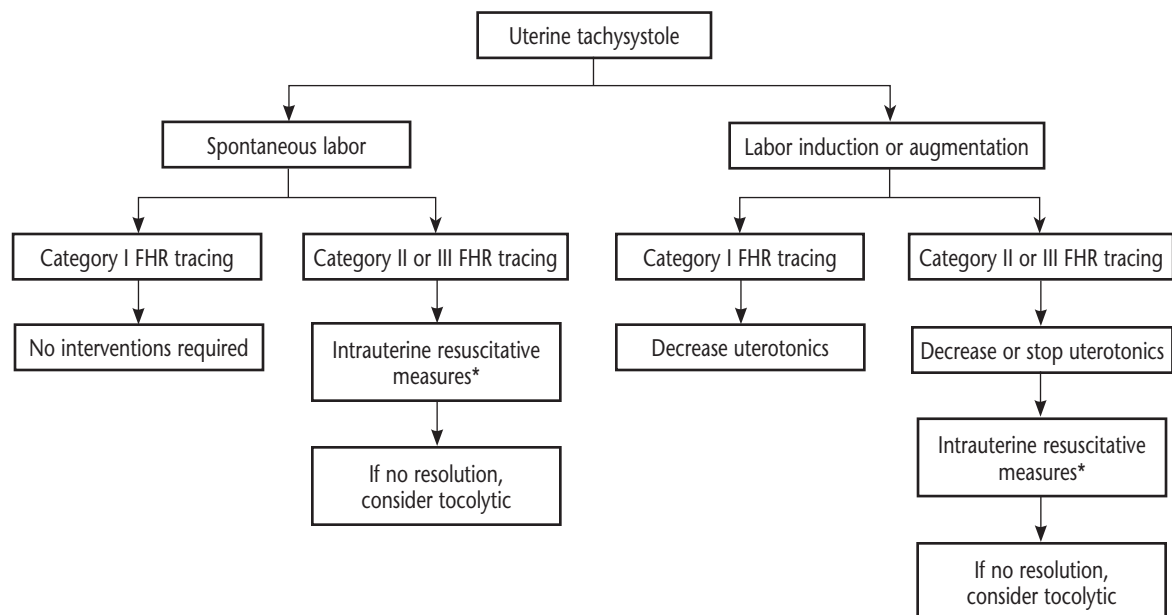 Uterine tachysystole
Spontaneous labor
Labor induction or augmentation
Category I FHR tracing
Category II or III FHR tracing
Category I FHR tracing
Category II or III FHR tracing
No interventions required
Intrauterine resuscitative
measures*
Decrease uterotonics
Decrease or stop uterotonics
If no resolution,
consider tocolytic
Intrauterine resuscitative
measures*
If no resolution,
consider tocolytic